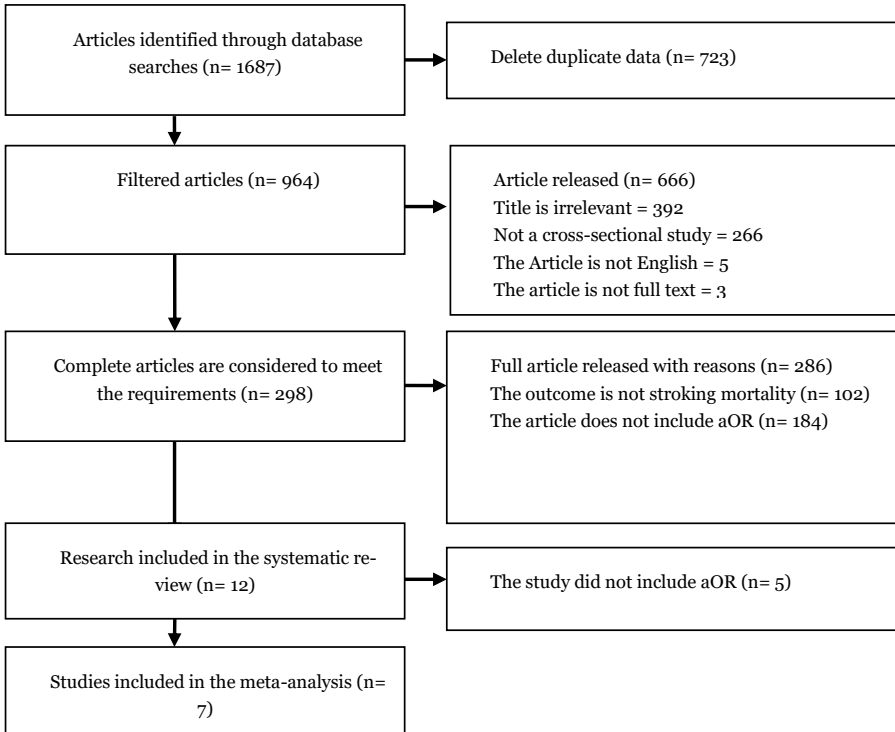 Articles identified through database
searches (n= 1687)
Delete duplicate data (n= 723)
Filtered articles (n= 964)
Article released (n= 666)
Title is irrelevant = 392
Not a cross-sectional study = 266
The Article is not English = 5
The article is not full text = 3
Complete articles are considered to meet
the requirements (n= 298)
Full article released with reasons (n= 286)
The outcome is not stroking mortality (n= 102)
The article does not include aOR (n= 184)
Research included in the systematic re-
view (n= 12)
The study did not include aOR (n= 5)
Studies included in the meta-analysis (n=
7)